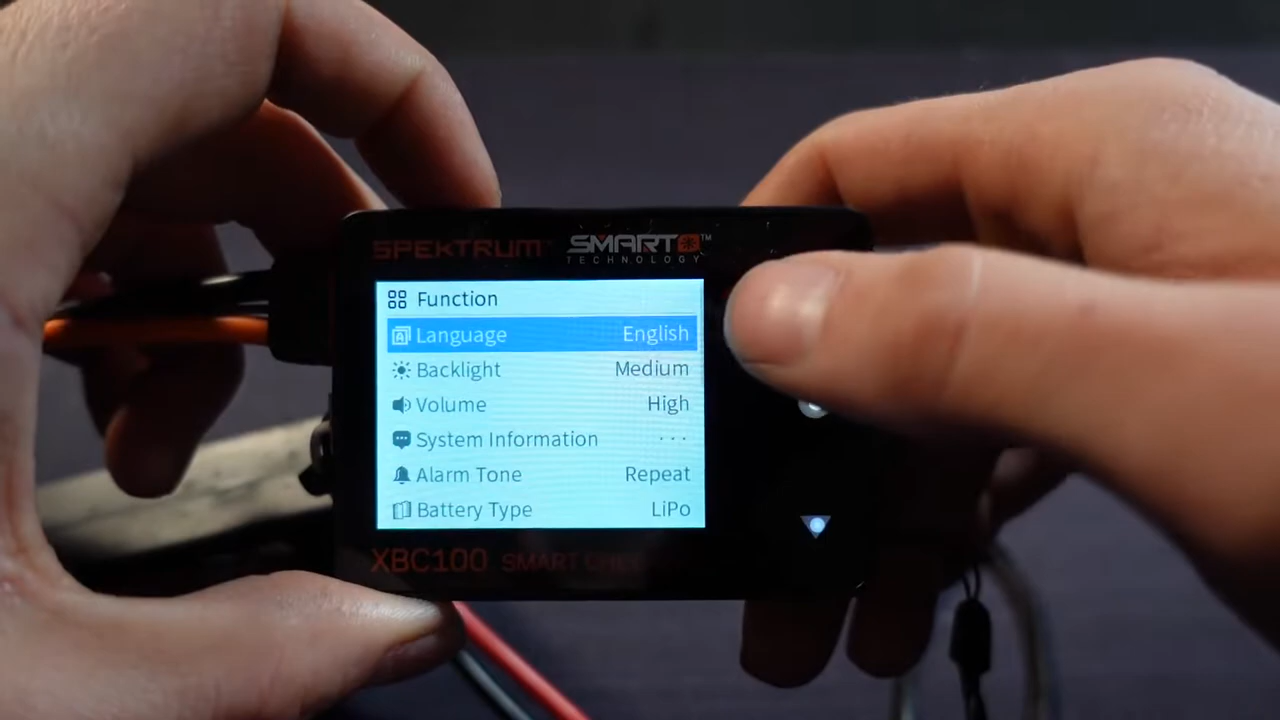 SPEKTRUM
SMART™
TECHNOLOGY
Function
Language English
Backlight Medium
Volume High
System Information ...
Alarm Tone Repeat
Battery Type LiPo
XBC100 SMART